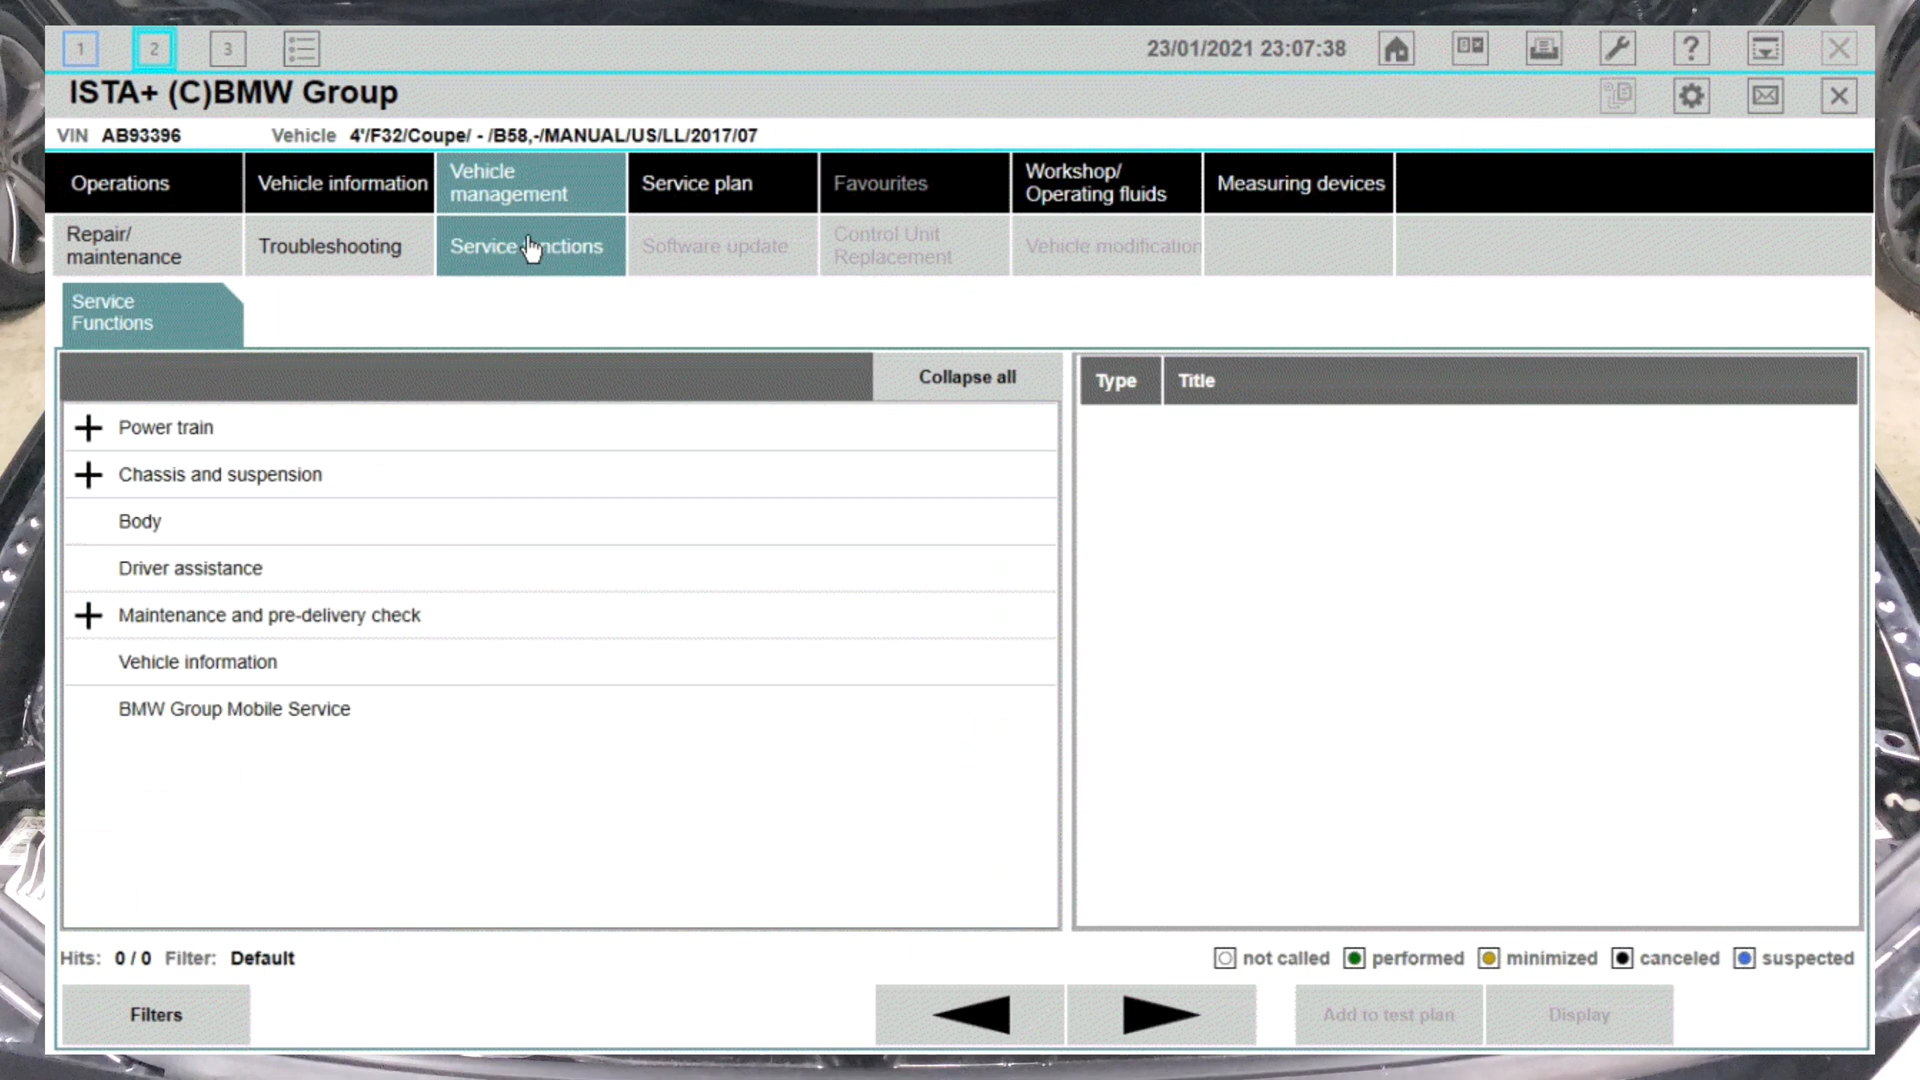 1 2 3 23/01/2021 23:07:38 ?
ISTA+ (C)BMW Group
VIN AB93396 Vehicle 4'/F32/Coupe/ - /B58,-/MANUAL/US/LL/2017/07
Operations
Vehicle information
Vehicle
management
Service plan
Favourites
Workshop/
Operating fluids
Measuring devices
Repair/
maintenance
Troubleshooting
Service functions
Software update
Control Unit
Replacement
Vehicle modification
Service
Functions
Collapse all
Type Title
Power train
Chassis and suspension
Body
Driver assistance
Maintenance and pre-delivery check
Vehicle information
BMW Group Mobile Service
Hits: 0 / 0 Filter: Default
not called performed minimized canceled suspected
Filters
Add to test plan
Display